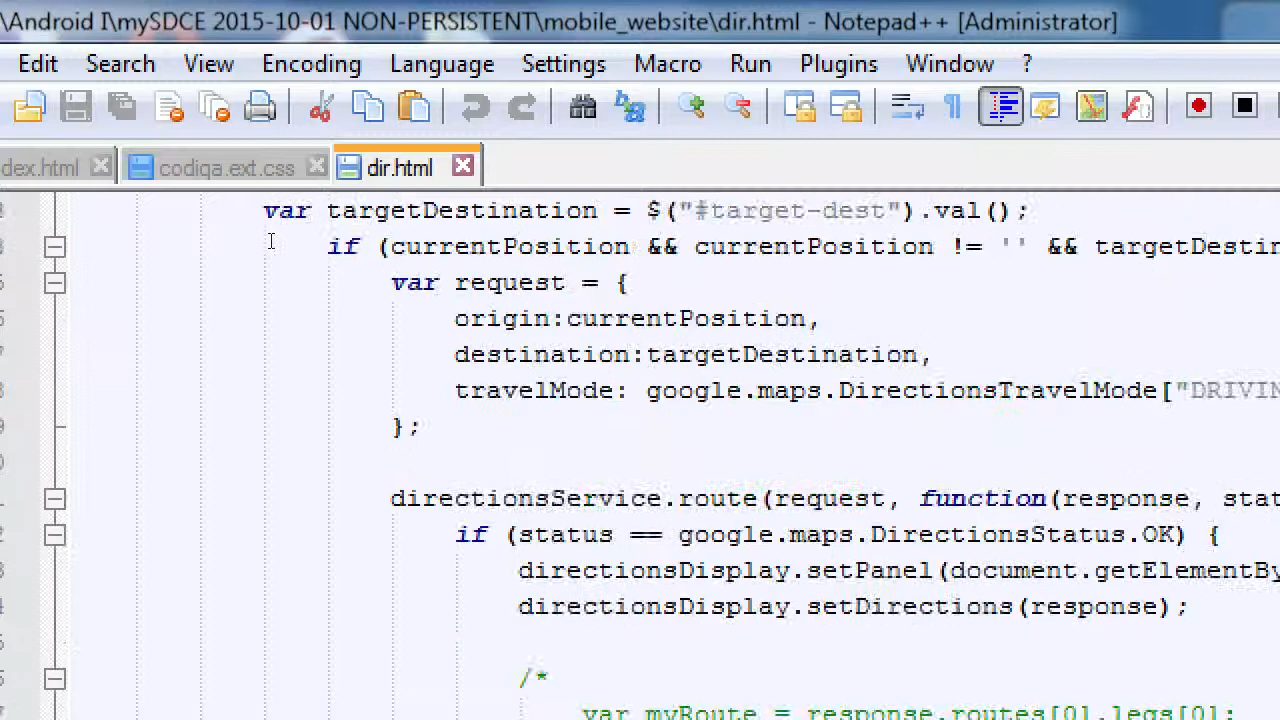 \Android I\mySDCE 2015-10-01 NON-PERSISTENT\mobile_website\dir.html - Notepad++ [Administrator]
Edit Search View Encoding Language Settings Macro Run Plugins Window ?
dex.html codiqa.ext.css dir.html
var targetDestination = $("#target-dest").val();
if (currentPosition && currentPosition != '' && targetDestin
var request = {
origin:currentPosition,
destination:targetDestination,
travelMode: google.maps.DirectionsTravelMode["DRIVIN
};
directionsService.route(request, function(response, stat
if (status == google.maps.DirectionsStatus.OK) {
directionsDisplay.setPanel(document.getElementBy
directionsDisplay.setDirections(response);
/*
var myRoute = response.routes[0].legs[0];